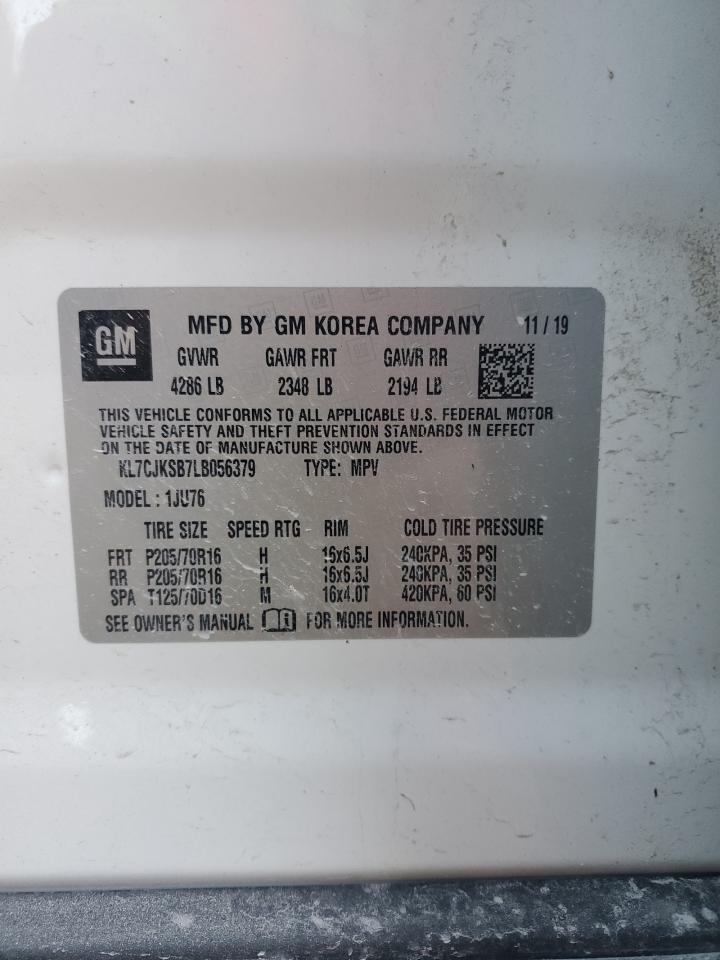 GM MFD BY GM KOREA COMPANY 11 / 19
GVWR GAWR FRT GAWR RR
4286 LB 2348 LB 2194 LB
THIS VEHICLE CONFORMS TO ALL APPLICABLE U.S. FEDERAL MOTOR
VEHICLE SAFETY AND THEFT PREVENTION STANDARDS IN EFFECT
ON THE DATE OF MANUFACTURE SHOWN ABOVE.
KL7CJKSB7LB056379 TYPE: MPV
MODEL : 1JU76
TIRE SIZE SPEED RTG RIM COLD TIRE PRESSURE
FRT P205/70R16 H 16x6.5J 240KPA, 35 PSI
RR P205/70R16 H 16x6.5J 240KPA, 35 PSI
SPA T125/70D16 M 16x4.0T 420KPA, 60 PSI
SEE OWNER'S MANUAL FOR MORE INFORMATION.